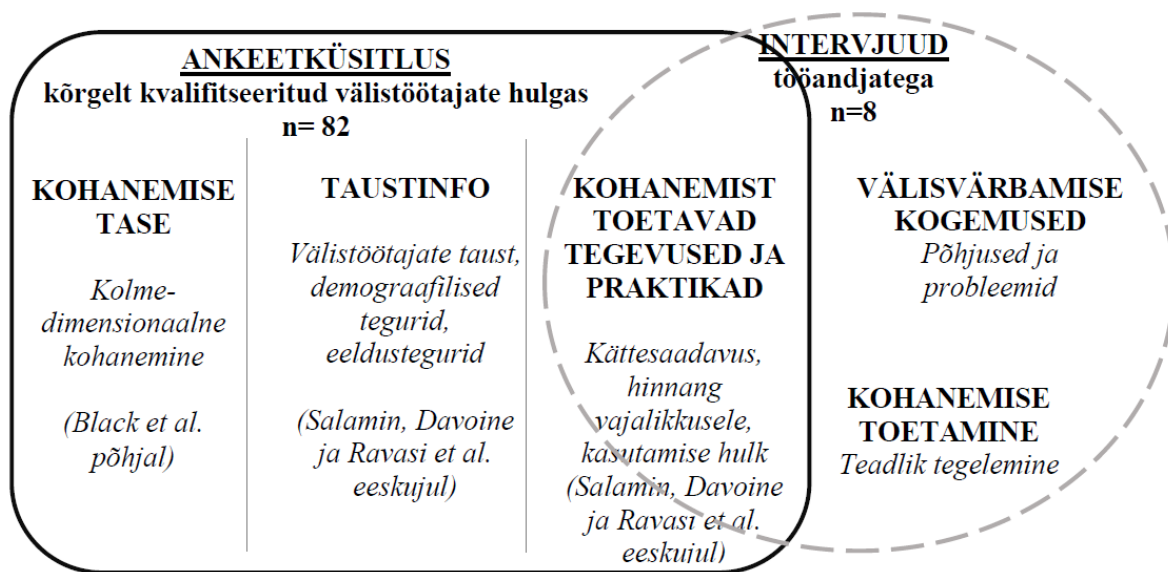 ANKEETKÜSITLUS
kõrgelt kvalifitseeritud välistöötajate hulgas
n= 82
INTERVJUUD
tööandjatega
n=8
KOHANEMISE
TASE
Kolme-
dimensionaalne
kohanemine
(Black et al.
põhjal)
TAUSTINFO
Välistöötajate taust,
demograafilised
tegurid,
eeldustegurid
(Salamin, Davoine
ja Ravasi et al.
eeskujul)
KOHANEMIST
TOETAVAD
TEGEVUSED JA
PRAKTIKAD
Kättesaadavus,
hinnang
vajalikkusele,
kasutamise hulk
(Salamin, Davoine
ja Ravasi et al.
eeskujul)
VÄLISVÄRBAMISE
KOGEMUSED
Põhjused ja
probleemid
KOHANEMISE
TOETAMINE
Teadlik tegelemine